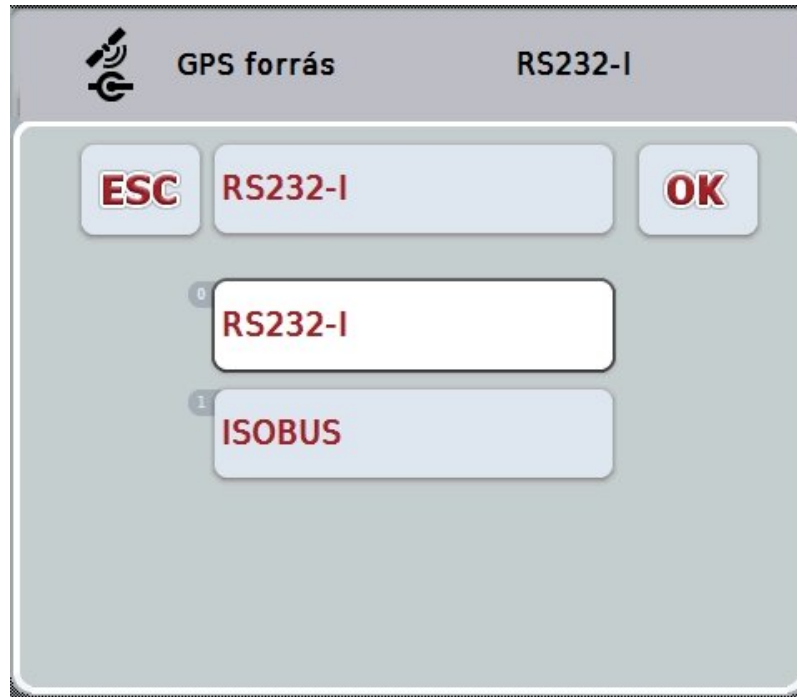 GPS forrás RS232-I
ESC RS232-I OK
0
RS232-I
1
ISOBUS